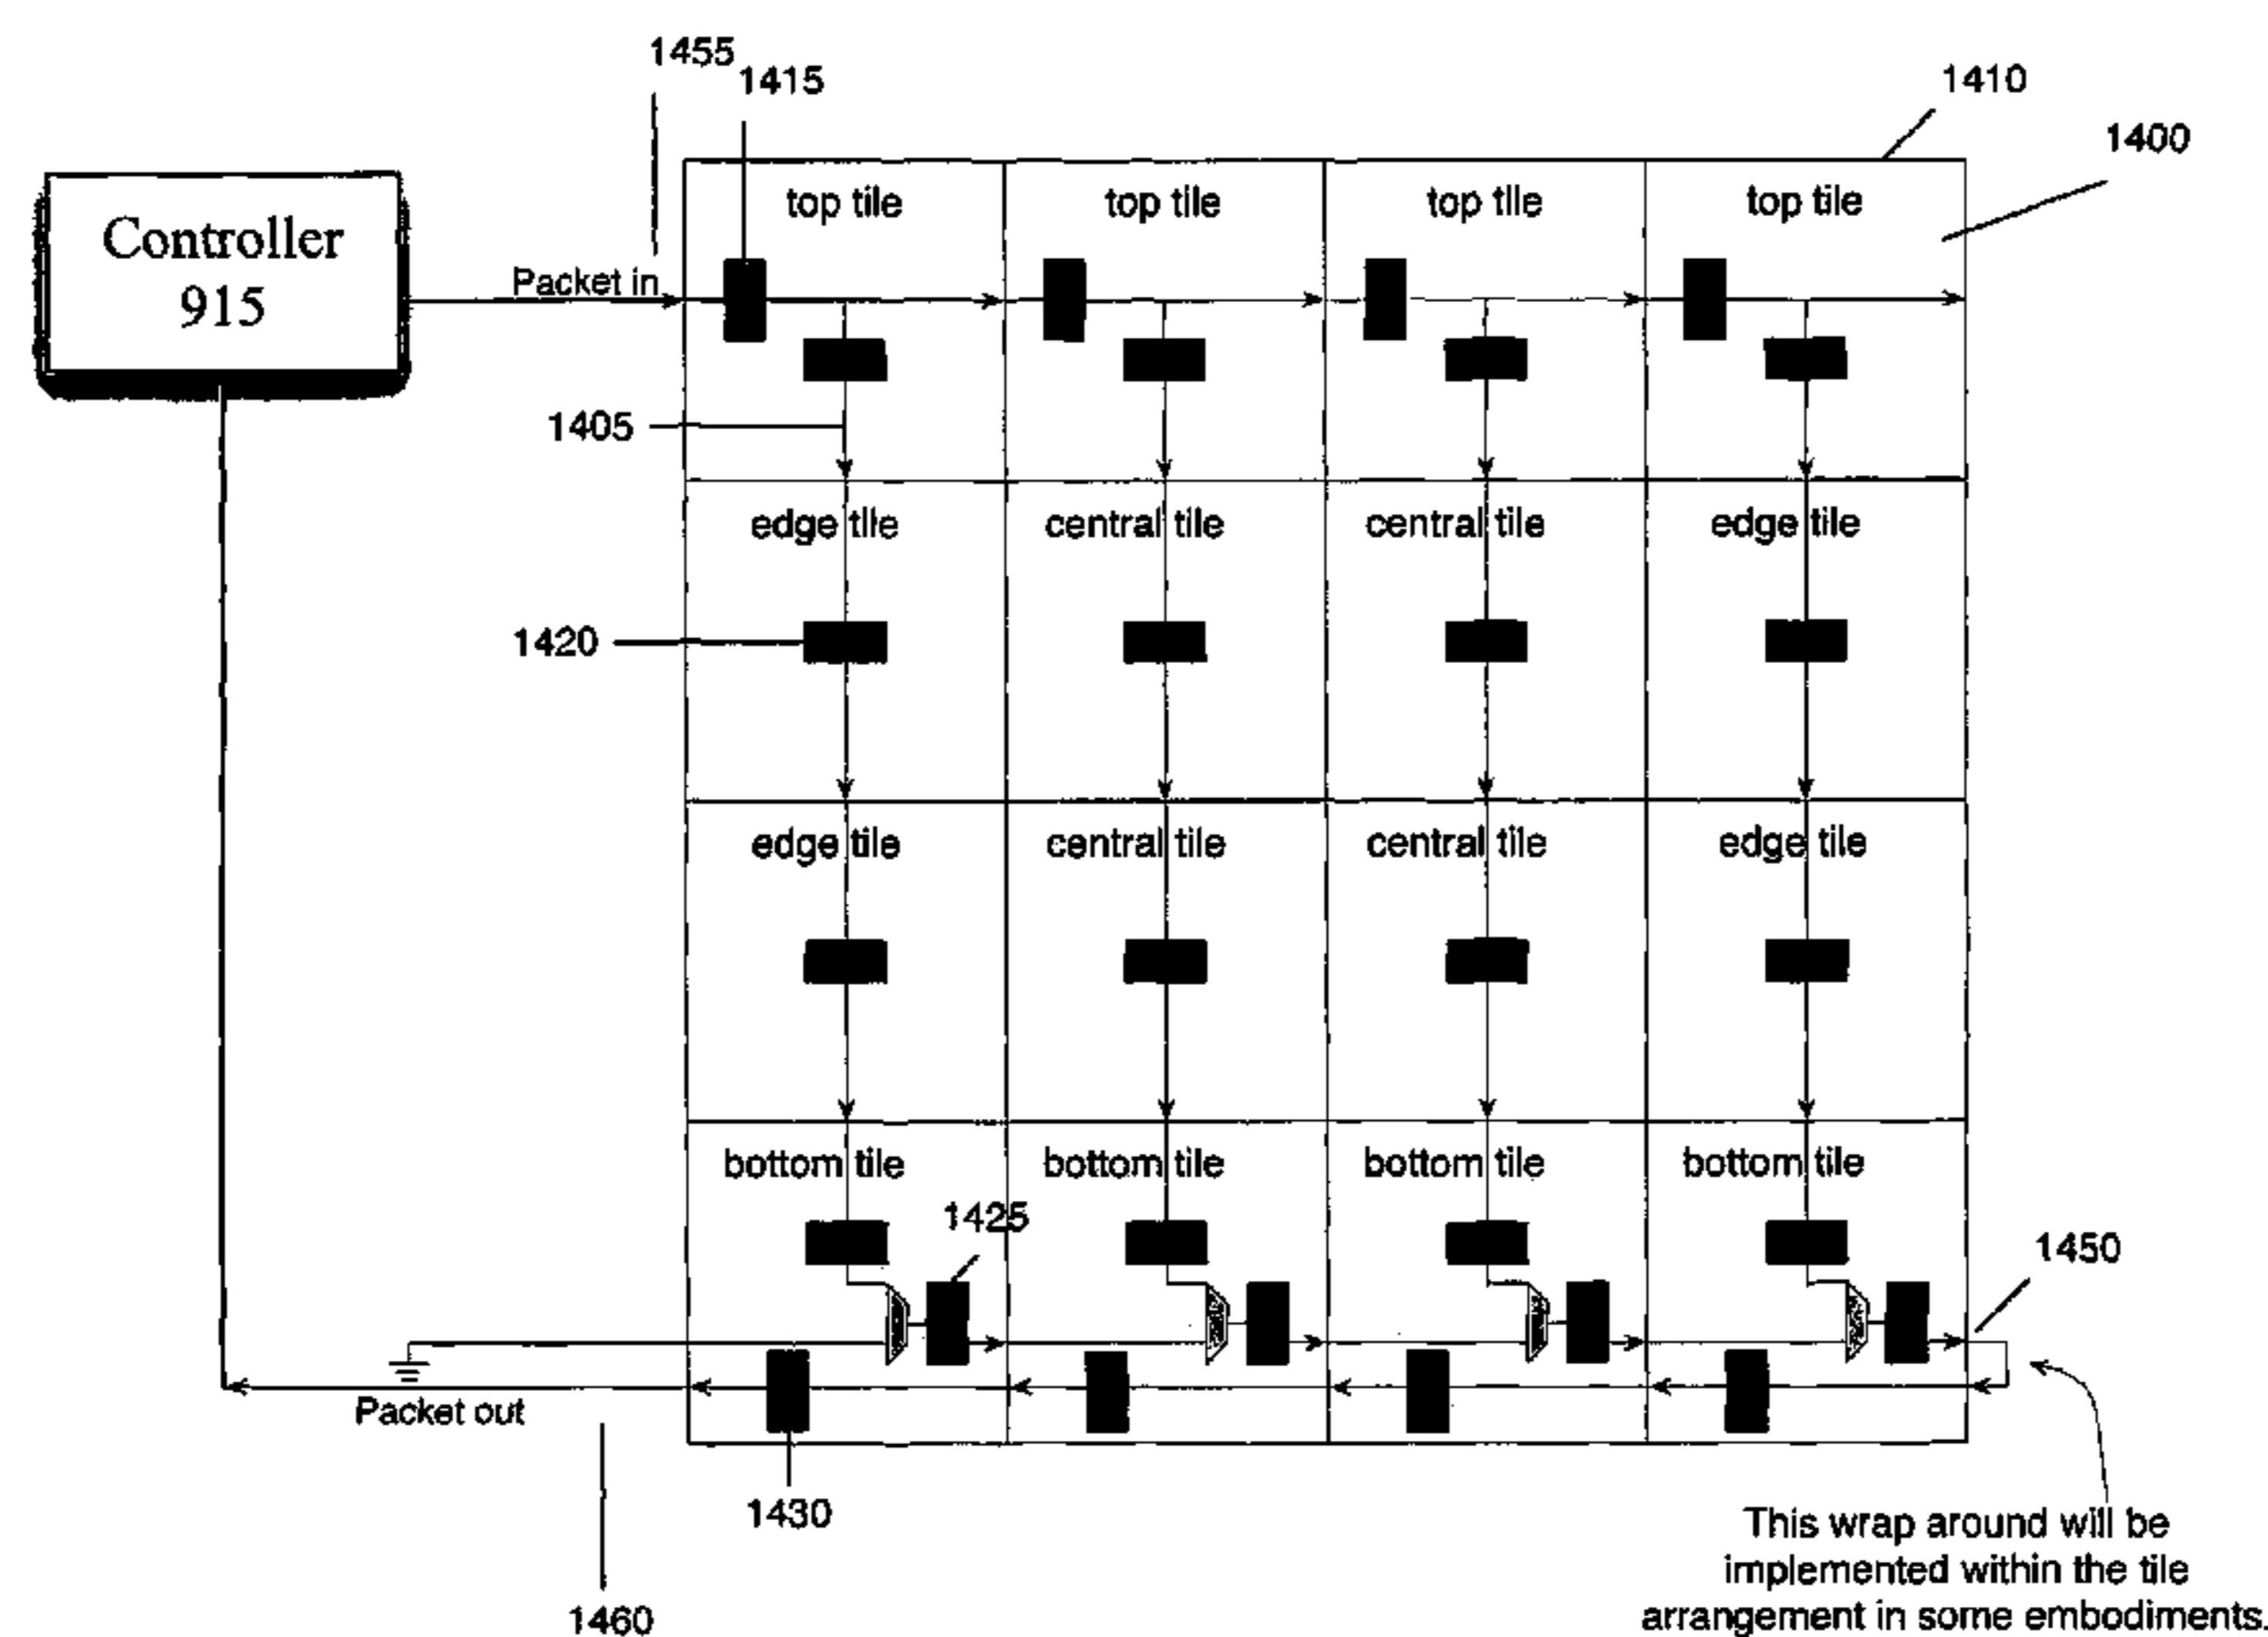 1455
1415
1410
1400
Controller
915
top tile
top tile
top tile
top tile
Packet in
1405
edge tile
central tile
central tile
edge tile
1420
edge tile
central tile
central tile
edge tile
bottom tile
bottom tile
bottom tile
bottom tile
1425
1450
Packet out
1430
1460
This wrap around will be
implemented within the tile
arrangement in some embodiments.